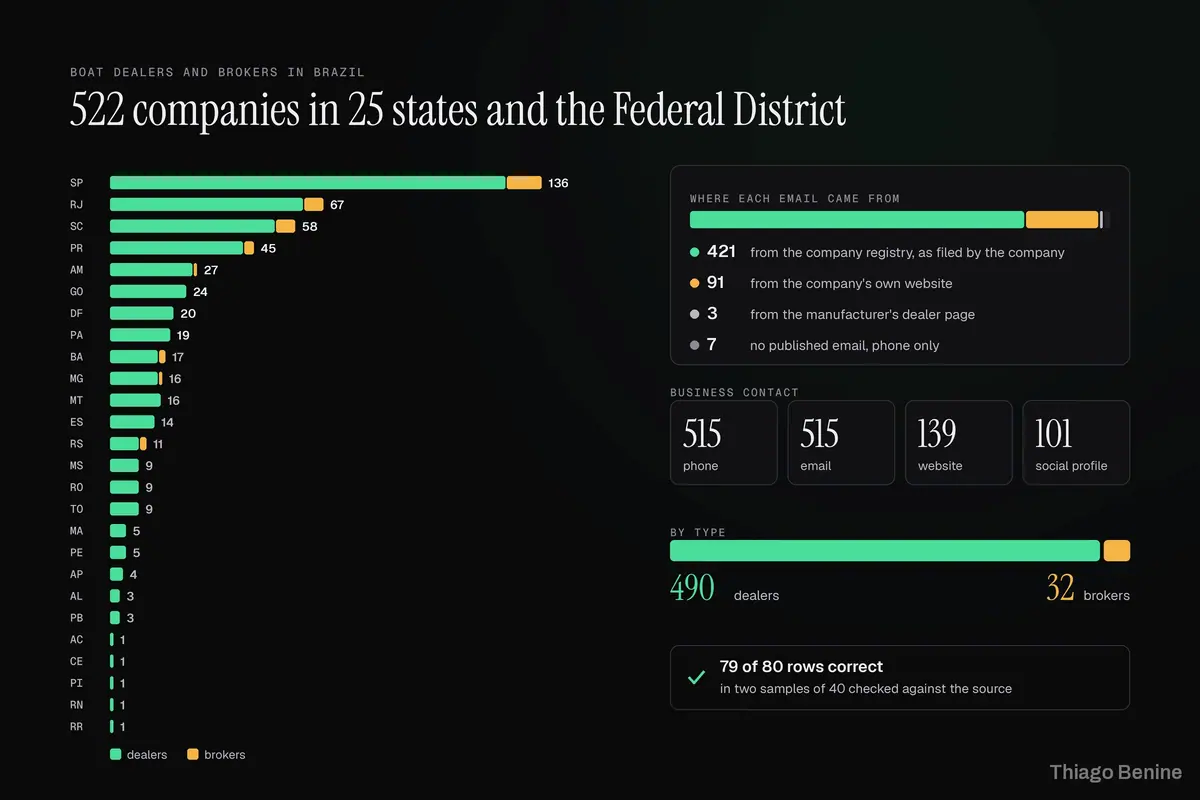 BOAT DEALERS AND BROKERS IN BRAZIL
522 companies in 25 states and the Federal District
SP 136
RJ 67
SC 58
PR 45
AM 27
GO 24
DF 20
PA 19
BA 17
MG 16
MT 16
ES 14
RS 11
MS 9
RO 9
TO 9
MA 5
PE 5
AP 4
AL 3
PB 3
AC 1
CE 1
PI 1
RN 1
RR 1
dealers brokers
WHERE EACH EMAIL CAME FROM
421 from the company registry, as filed by the company
91 from the company's own website
3 from the manufacturer's dealer page
7 no published email, phone only
BUSINESS CONTACT
515 515 139 101
phone email website social profile
BY TYPE
490 dealers 32 brokers
79 of 80 rows correct
in two samples of 40 checked against the source
Thiago Benine